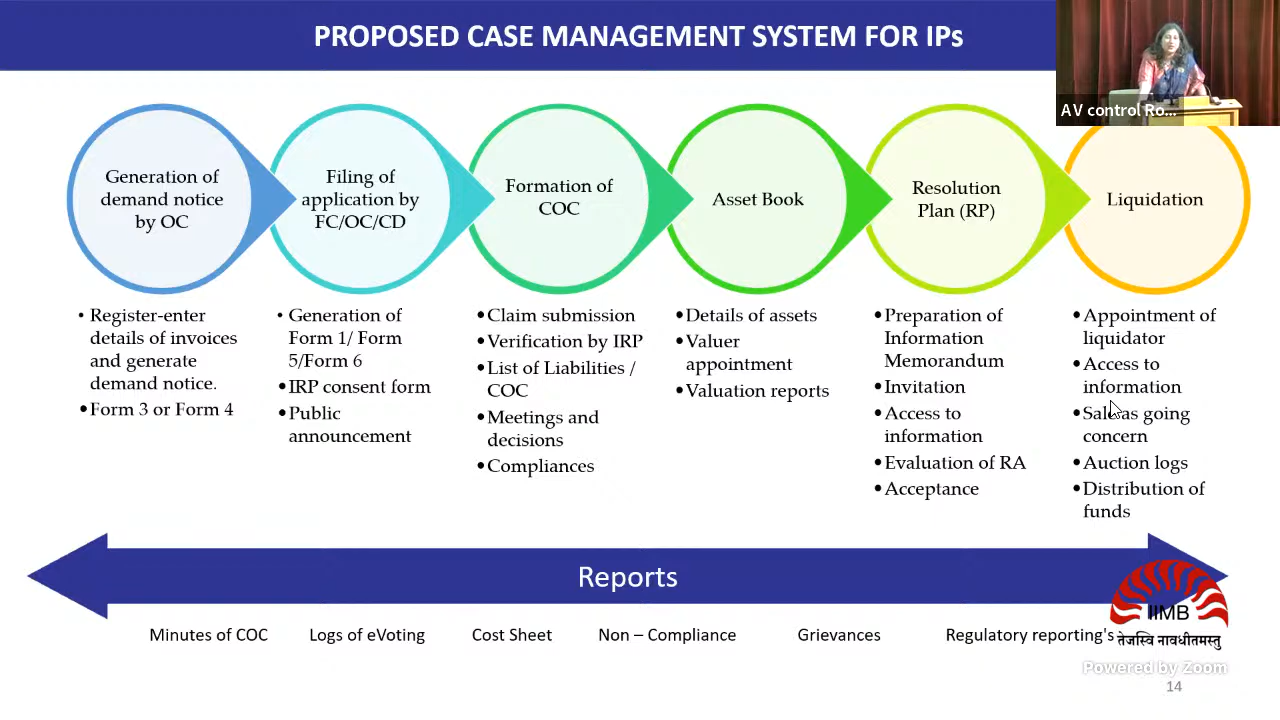 PROPOSED CASE MANAGEMENT SYSTEM FOR IPs
AV control Ro...
Generation of
demand notice
by OC
Filing of
application by
FC/OC/CD
Formation of
COC
Asset Book
Resolution
Plan (RP)
Liquidation
• Register-enter
details of invoices
and generate
demand notice.
•Form 3 or Form 4
• Generation of
Form 1/ Form
5/Form 6
•IRP consent form
•Public
announcement
•Claim submission
•Verification by IRP
•List of Liabilities /
COC
•Meetings and
decisions
•Compliances
•Details of assets
•Valuer
appointment
•Valuation reports
•Preparation of
Information
Memorandum
•Invitation
•Access to
information
•Evaluation of RA
•Acceptance
•Appointment of
liquidator
•Access to
information
•Sale as going
concern
•Auction logs
•Distribution of
funds
Reports
Minutes of COC
Logs of eVoting
Cost Sheet
Non – Compliance
Grievances
Regulatory reporting's
IIMB
तेजस्वि नावधीतमस्तु
Powered by Zoom
14